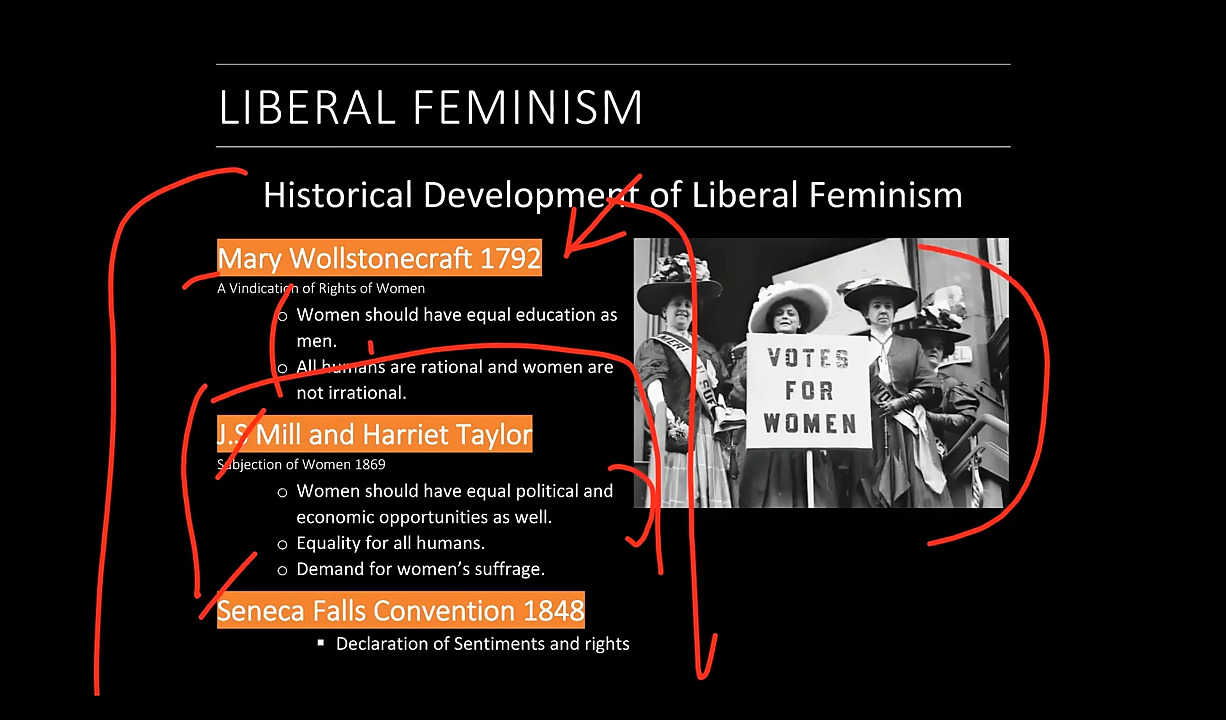 LIBERAL FEMINISM
Historical Development of Liberal Feminism
Mary Wollstonecraft 1792
A Vindication of Rights of Women
○ Women should have equal education as
men.
○ All humans are rational and women are
not irrational.
J.S Mill and Harriet Taylor
Subjection of Women 1869
○ Women should have equal political and
economic opportunities as well.
○ Equality for all humans.
○ Demand for women's suffrage.
Seneca Falls Convention 1848
▪ Declaration of Sentiments and rights
VOTES
FOR
WOMEN